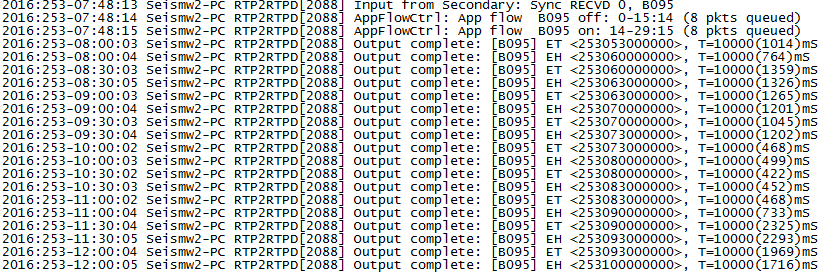 2016:253-07:48:13 Seismw2-PC RTP2RTPD[2088] Input from Secondary: Sync RECVD 0, B095
2016:253-07:48:14 Seismw2-PC RTP2RTPD[2088] AppFlowCtrl: App flow  B095 off: 0-15:14 (8 pkts queued)
2016:253-07:48:15 Seismw2-PC RTP2RTPD[2088] AppFlowCtrl: App flow  B095 on: 14-29:15 (8 pkts queued)
2016:253-08:00:03 Seismw2-PC RTP2RTPD[2088] Output complete: [B095] ET <253053000000>, T=10000(1014)mS
2016:253-08:00:04 Seismw2-PC RTP2RTPD[2088] Output complete: [B095] EH <253060000000>, T=10000(764)mS
2016:253-08:30:03 Seismw2-PC RTP2RTPD[2088] Output complete: [B095] ET <253060000000>, T=10000(1359)mS
2016:253-08:30:05 Seismw2-PC RTP2RTPD[2088] Output complete: [B095] EH <253063000000>, T=10000(1326)mS
2016:253-09:00:03 Seismw2-PC RTP2RTPD[2088] Output complete: [B095] ET <253063000000>, T=10000(1265)mS
2016:253-09:00:04 Seismw2-PC RTP2RTPD[2088] Output complete: [B095] EH <253070000000>, T=10000(1201)mS
2016:253-09:30:03 Seismw2-PC RTP2RTPD[2088] Output complete: [B095] ET <253070000000>, T=10000(1045)mS
2016:253-09:30:04 Seismw2-PC RTP2RTPD[2088] Output complete: [B095] EH <253073000000>, T=10000(1202)mS
2016:253-10:00:02 Seismw2-PC RTP2RTPD[2088] Output complete: [B095] ET <253073000000>, T=10000(468)mS
2016:253-10:00:03 Seismw2-PC RTP2RTPD[2088] Output complete: [B095] EH <253080000000>, T=10000(499)mS
2016:253-10:30:02 Seismw2-PC RTP2RTPD[2088] Output complete: [B095] ET <253080000000>, T=10000(422)mS
2016:253-10:30:03 Seismw2-PC RTP2RTPD[2088] Output complete: [B095] EH <253083000000>, T=10000(452)mS
2016:253-11:00:02 Seismw2-PC RTP2RTPD[2088] Output complete: [B095] ET <253083000000>, T=10000(468)mS
2016:253-11:00:04 Seismw2-PC RTP2RTPD[2088] Output complete: [B095] EH <253090000000>, T=10000(733)mS
2016:253-11:30:04 Seismw2-PC RTP2RTPD[2088] Output complete: [B095] ET <253090000000>, T=10000(2325)mS
2016:253-11:30:05 Seismw2-PC RTP2RTPD[2088] Output complete: [B095] EH <253093000000>, T=10000(2293)mS
2016:253-12:00:04 Seismw2-PC RTP2RTPD[2088] Output complete: [B095] ET <253093000000>, T=10000(1969)mS
2016:253-12:00:05 Seismw2-PC RTP2RTPD[2088] Output complete: [B095] EH <253100000000>, T=10000(1716)mS